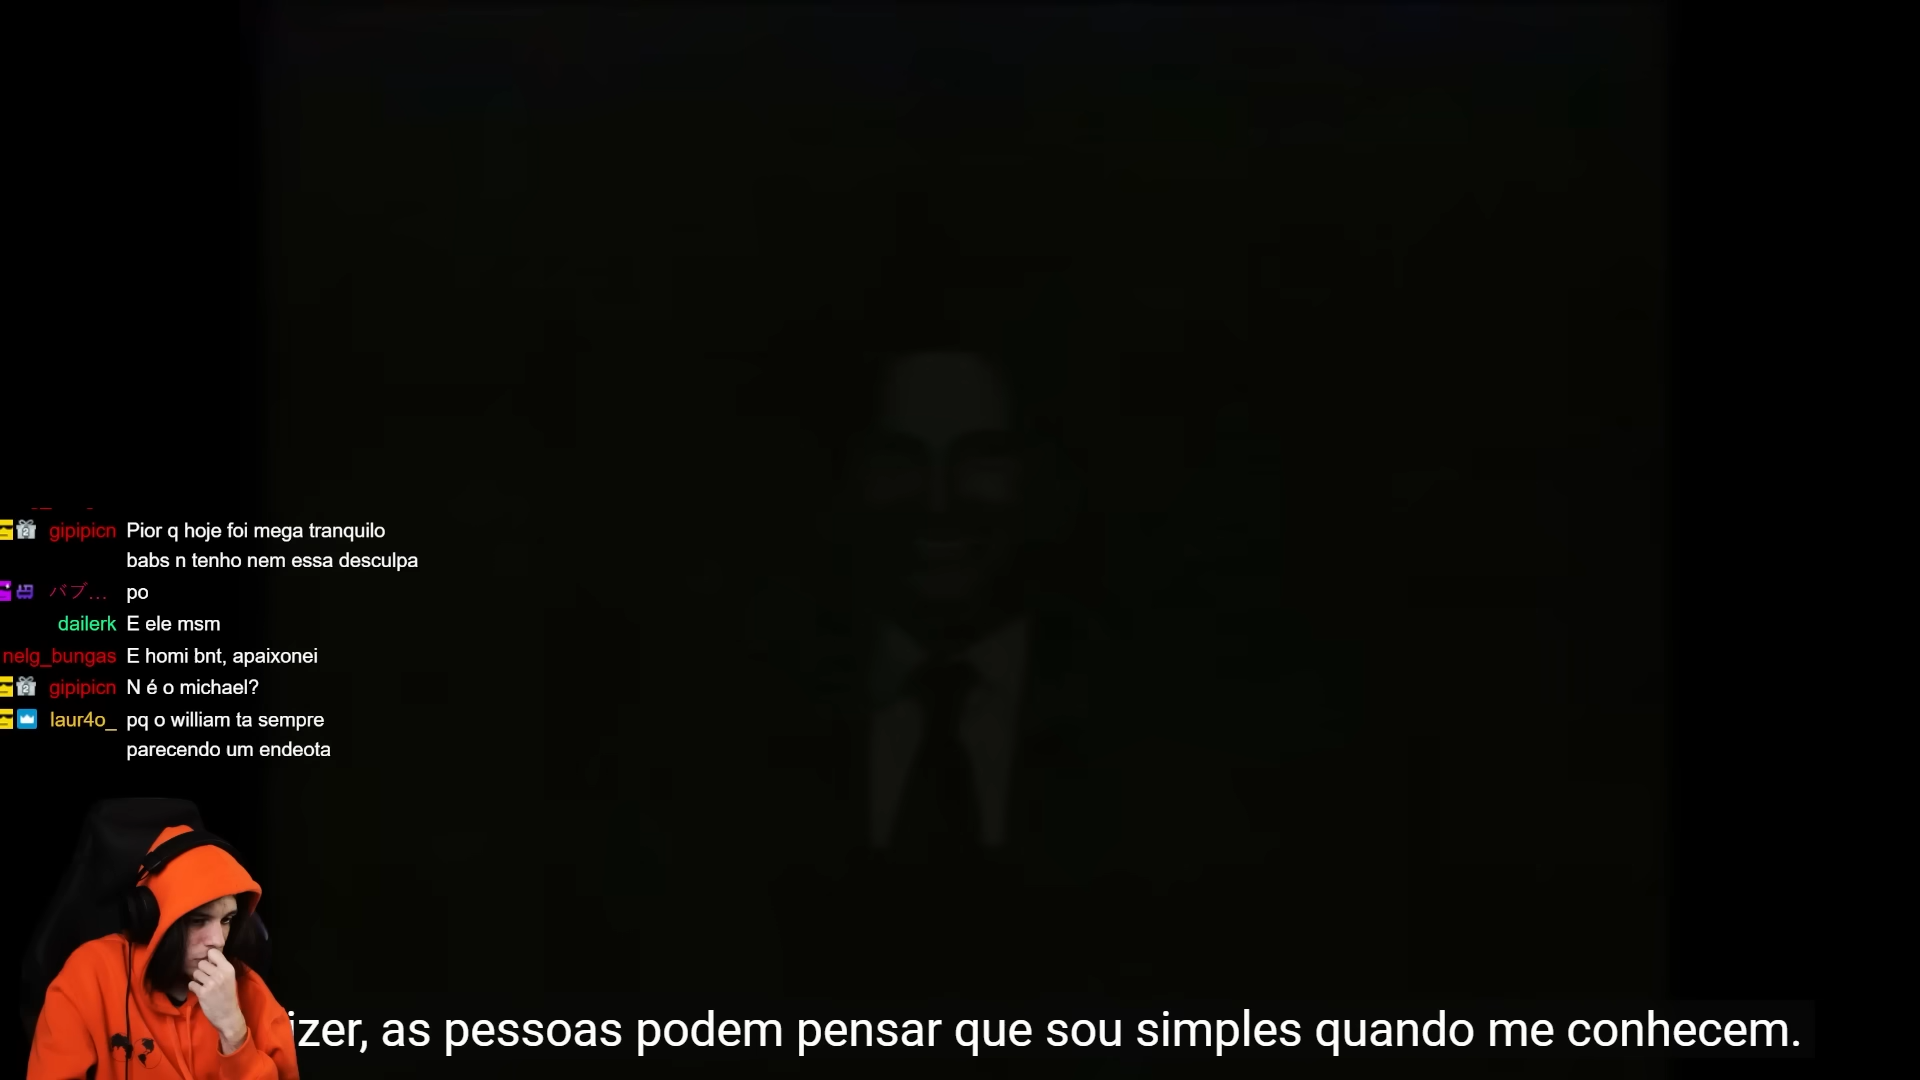 gipipicn Pior q hoje foi mega tranquilo
babs n tenho nem essa desculpa
バブ... po
dailerk E ele msm
nelg_bungas E homi bnt, apaixonei
gipipicn N é o michael?
laur4o_ pq o william ta sempre
parecendo um endeota
izer, as pessoas podem pensar que sou simples quando me conhecem.